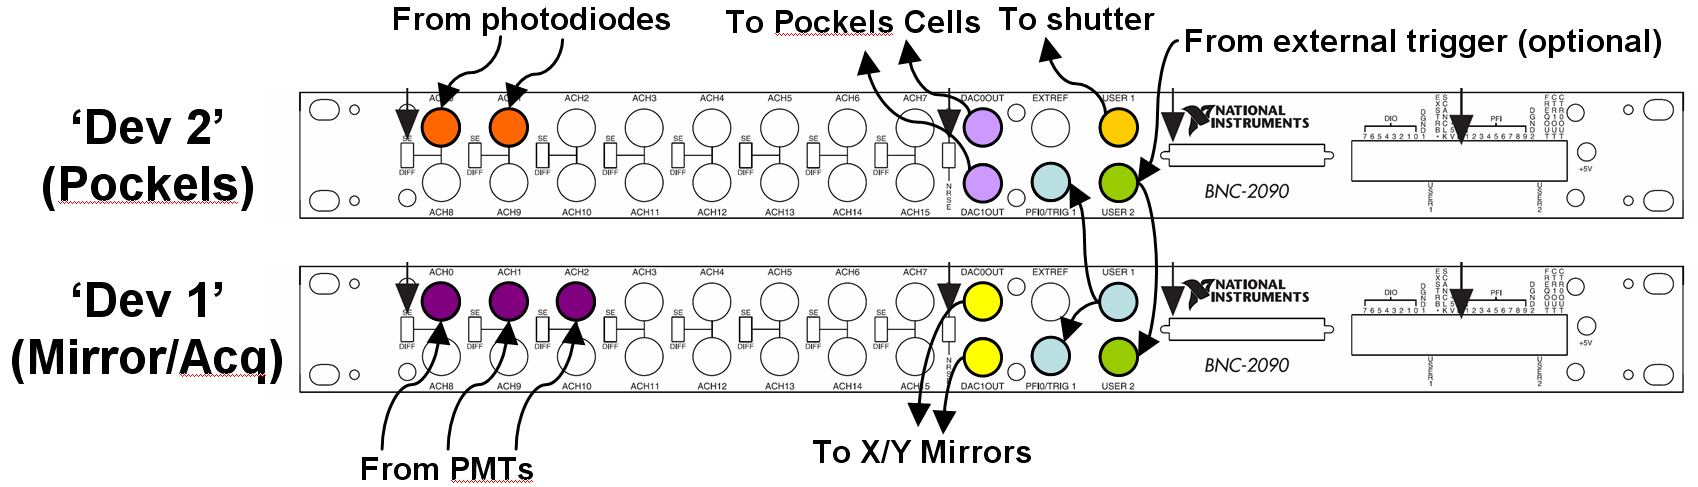 From photodiodes
To Pockels Cells
To shutter
From external trigger (optional)
'Dev 2'
(Pockels)
ACH0 ACH1 ACH2 ACH3 ACH4 ACH5 ACH6 ACH7 DAC0OUT EXTREF USER 1
SE SE SE SE SE SE SE SE
DIFF DIFF DIFF DIFF DIFF DIFF DIFF DIFF
NRSE
ACH8 ACH9 ACH10 ACH11 ACH12 ACH13 ACH14 ACH15 DAC1OUT PFI0/TRIG 1 USER 2
NATIONAL
INSTRUMENTS
BNC-2090
DIO PFI
7 6 5 4 3 2 1 0 1 1 2 3 4 5 6 7 8 9 2
DGND
DGND
+5V
USER1
USER2
'Dev 1'
(Mirror/Acq)
ACH0 ACH1 ACH2 ACH3 ACH4 ACH5 ACH6 ACH7 DAC0OUT EXTREF USER 1
SE SE SE SE SE SE SE SE
DIFF DIFF DIFF DIFF DIFF DIFF DIFF DIFF
NRSE
ACH8 ACH9 ACH10 ACH11 ACH12 ACH13 ACH14 ACH15 DAC1OUT PFI0/TRIG 1 USER 2
NATIONAL
INSTRUMENTS
BNC-2090
DIO PFI
7 6 5 4 3 2 1 0 1 1 2 3 4 5 6 7 8 9 2
DGND
DGND
+5V
USER1
USER2
From PMTs
To X/Y Mirrors